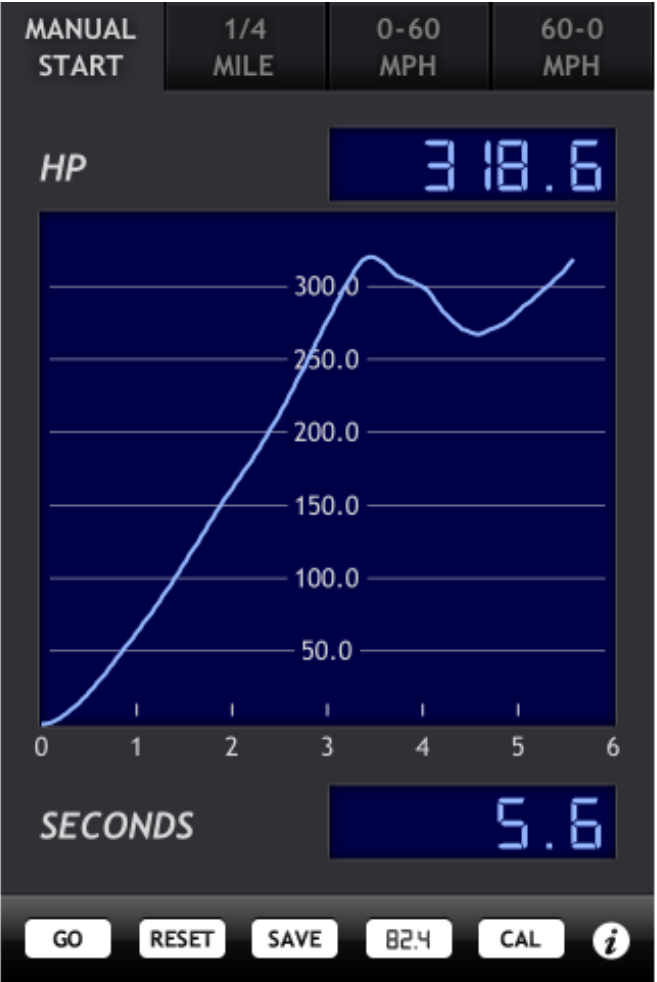 MANUAL START
1/4 MILE
0-60 MPH
60-0 MPH
HP
318.6
300.0
250.0
200.0
150.0
100.0
50.0
0 1 2 3 4 5 6
SECONDS
5.6
GO RESET SAVE 82.4 CAL i